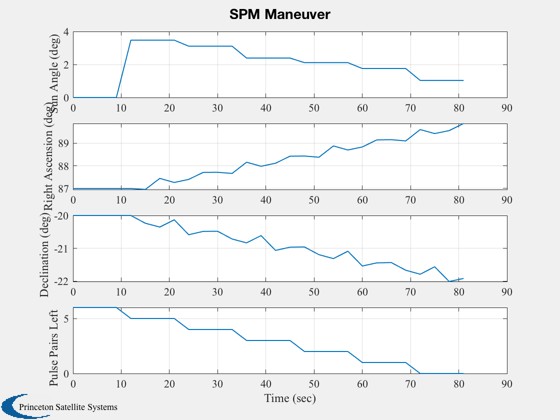 SPM Maneuver
Sun Angle (deg)
4
2
0
0 10 20 30 40 50 60 70 80 90
Right Ascension (deg)
89
88
87
0 10 20 30 40 50 60 70 80 90
Declination (deg)
-20
-21
-22
0 10 20 30 40 50 60 70 80 90
Pulse Pairs Left
5
0
0 10 20 30 40 50 60 70 80 90
Time (sec)
Princeton Satellite Systems